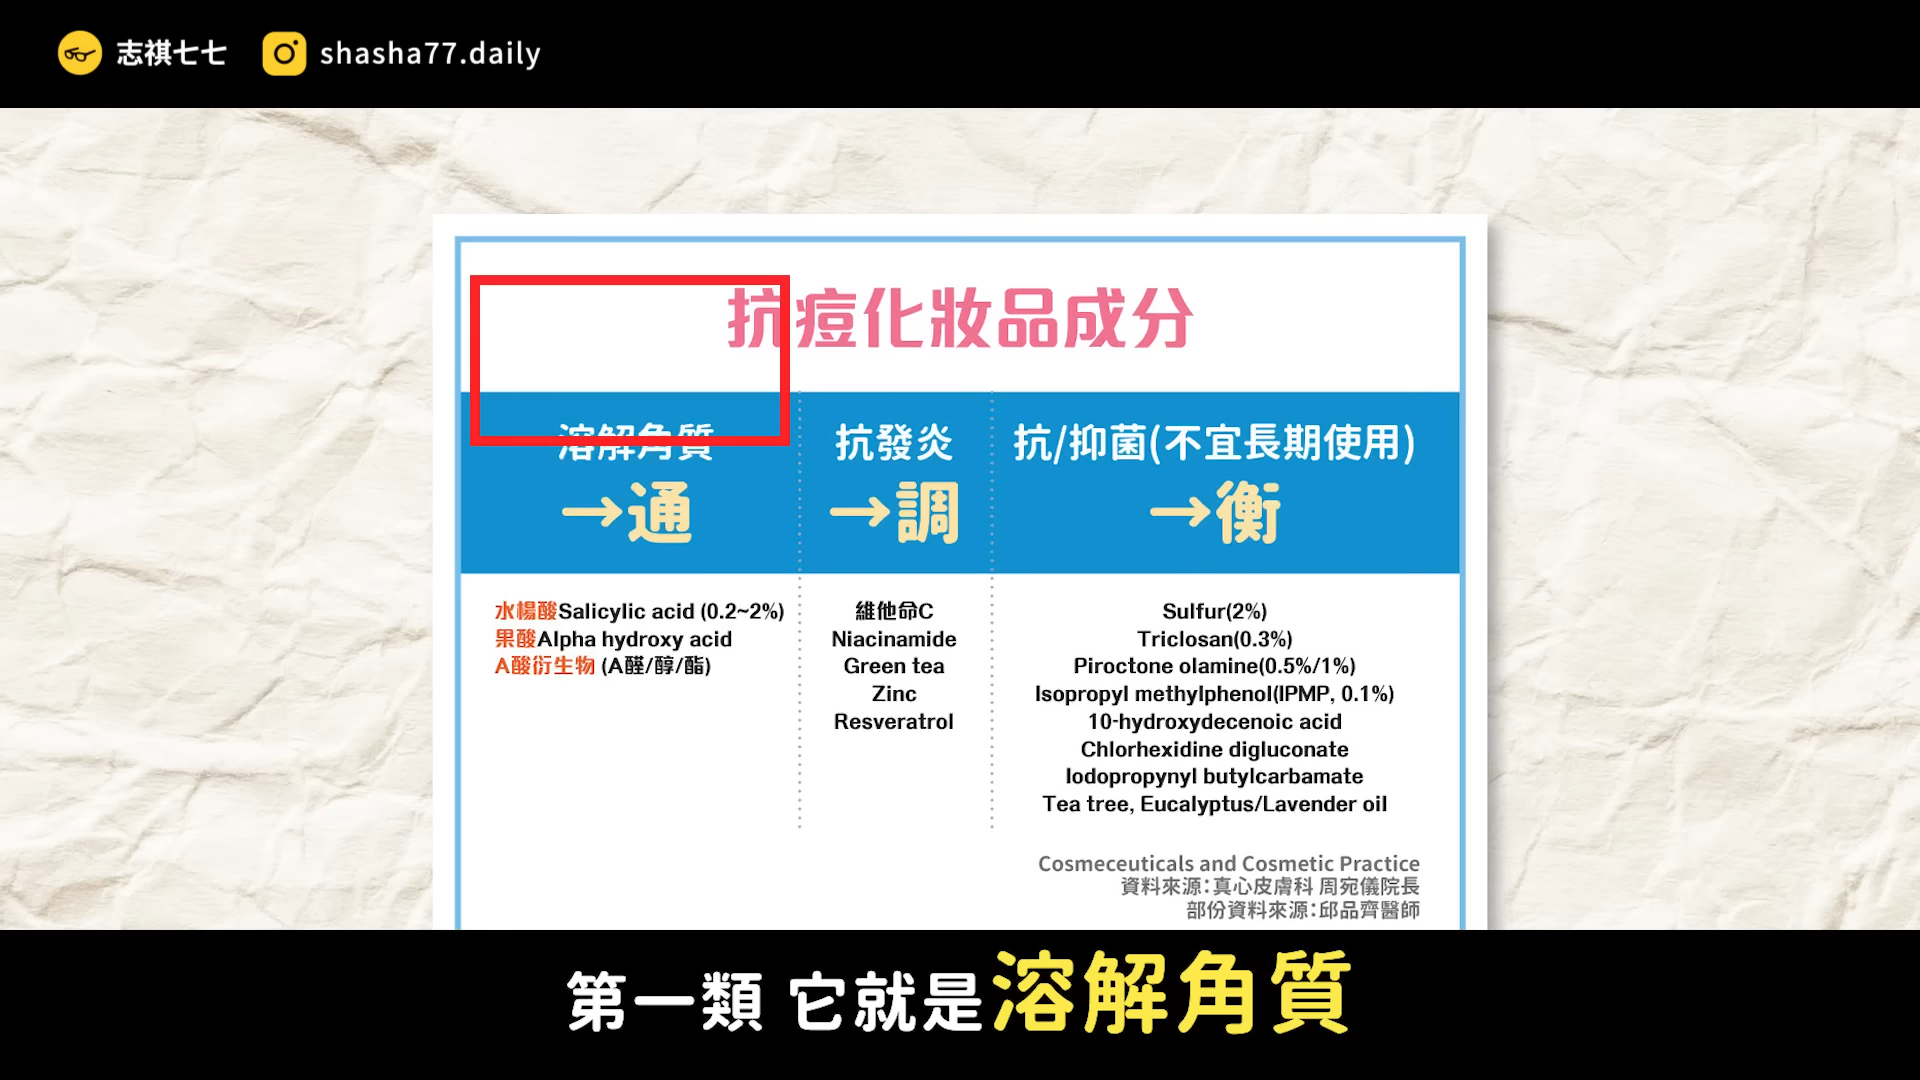 志祺七七 shasha77.daily
抗痘化妝品成分
溶解角質
→通
抗發炎
→調
抗/抑菌(不宜長期使用)
→衡
水楊酸Salicylic acid (0.2~2%)
果酸Alpha hydroxy acid
A酸衍生物 (A醛/醇/酯)
維他命C
Niacinamide
Green tea
Zinc
Resveratrol
Sulfur(2%)
Triclosan(0.3%)
Piroctone olamine(0.5%/1%)
Isopropyl methylphenol(IPMP, 0.1%)
10-hydroxydecenoic acid
Chlorhexidine digluconate
Iodopropynyl butylcarbamate
Tea tree, Eucalyptus/Lavender oil
Cosmeceuticals and Cosmetic Practice
資料來源:真心皮膚科 周宛儀院長
部份資料來源:邱品齊醫師
第一類 它就是溶解角質